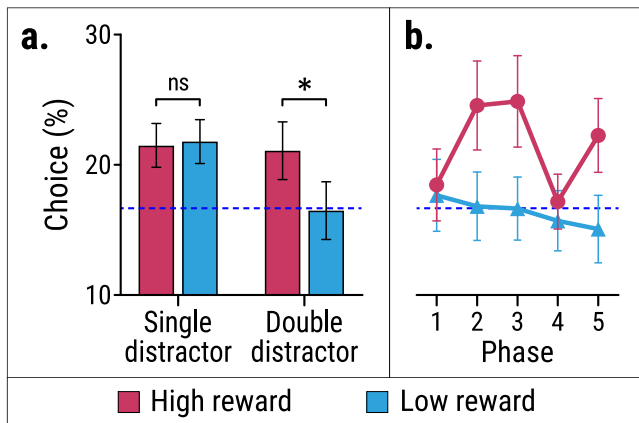 a.
30
20
10
Choice (%)
ns
*
Single
distractor
Double
distractor
b.
1 2 3 4 5
Phase
High reward
Low reward